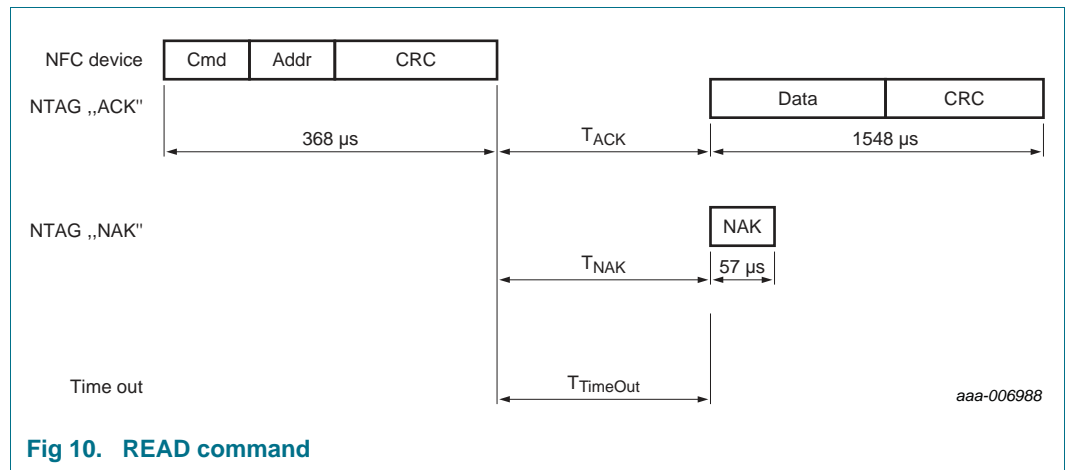 NFC device
Cmd Addr CRC
NTAG ,,ACK"
Data CRC
368 μs TACK 1548 μs
NTAG ,,NAK"
NAK
TNAK 57 μs
Time out
TTimeOut
aaa-006988
Fig 10. READ command